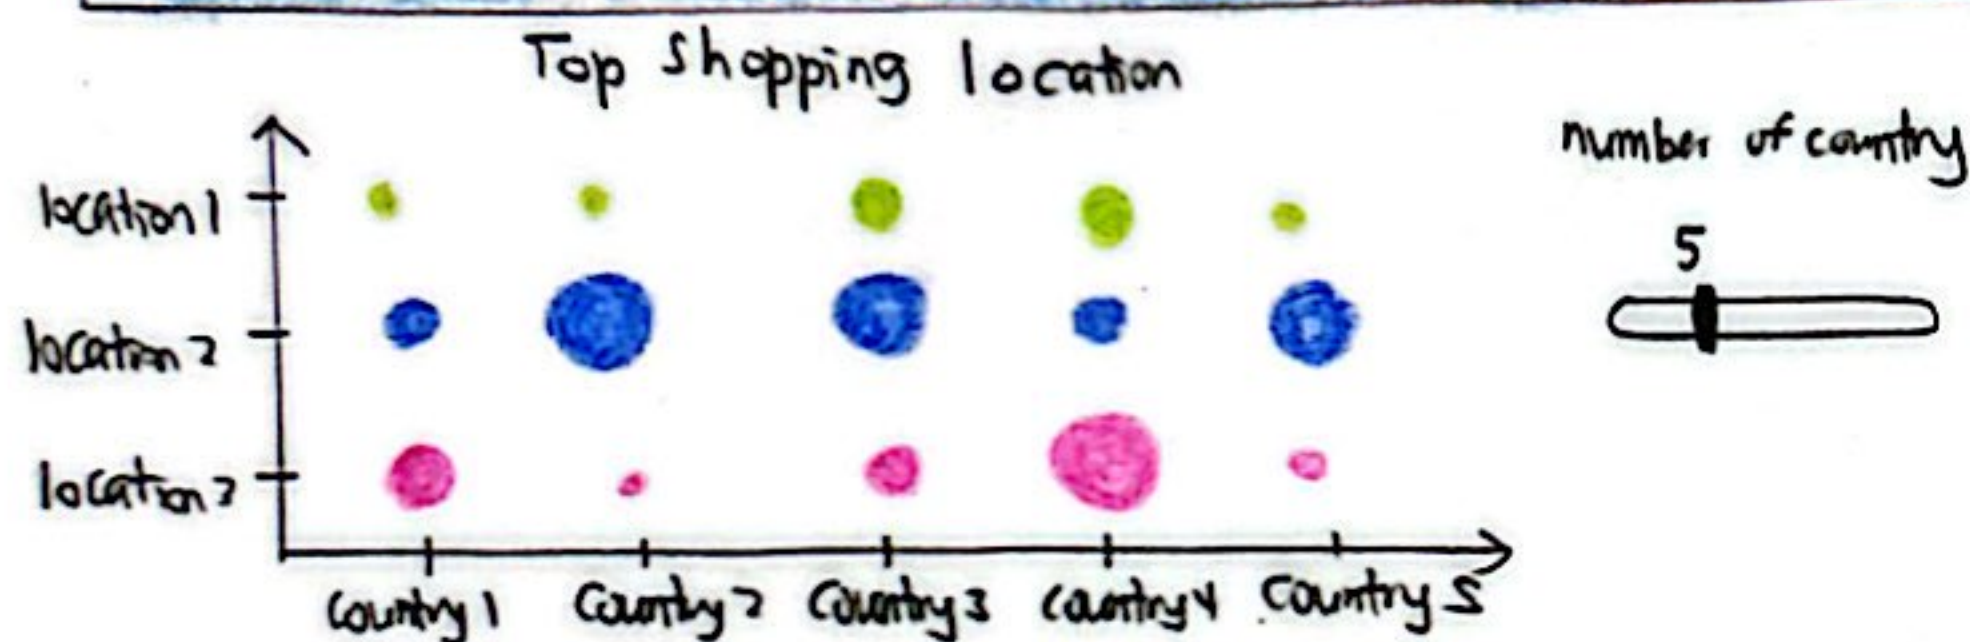 Top Shopping location
number of country
5
location 1
location 2
location 3
country 1 Country 2 Country 3 country 4 Country 5